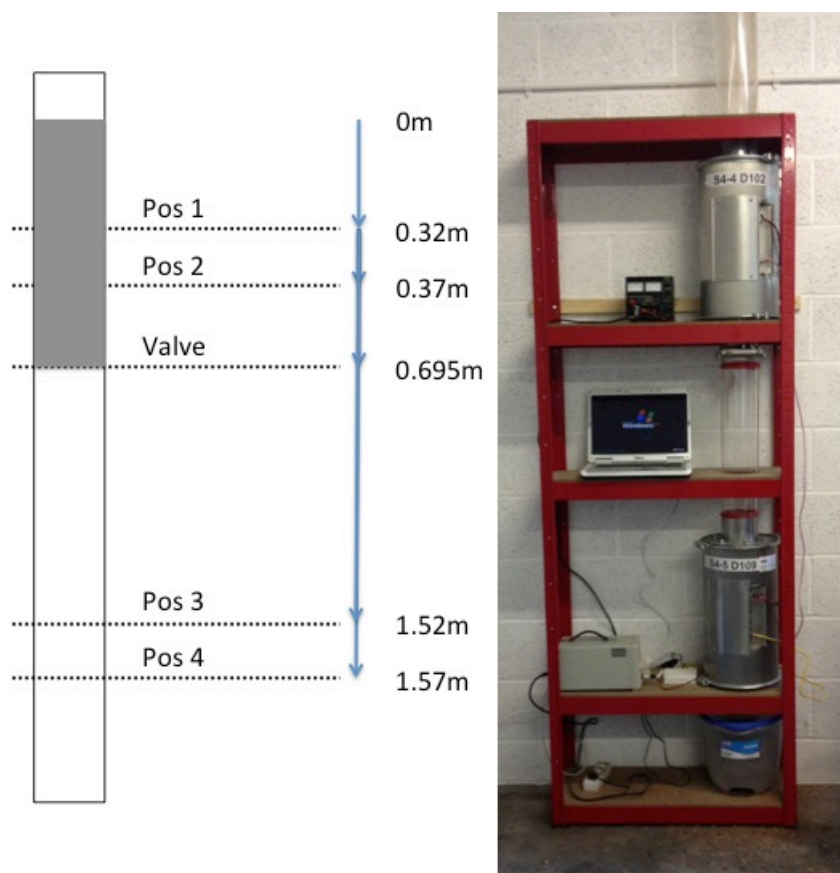 0m
Pos 1
0.32m
Pos 2
0.37m
Valve
0.695m
Pos 3
1.52m
Pos 4
1.57m
S4-4 D102
Windows
S4-5 D109